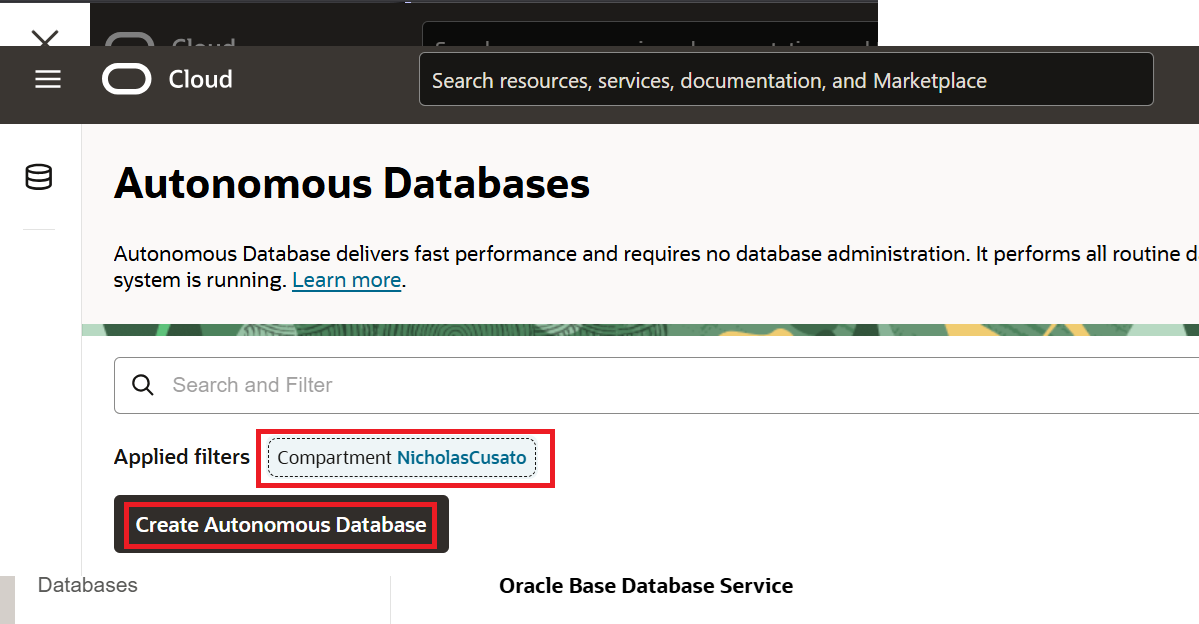 Cloud
Cloud
Search resources, services, documentation, and Marketplace
Autonomous Databases
Autonomous Database delivers fast performance and requires no database administration. It performs all routine
system is running. Learn more.
Search and Filter
Applied filters Compartment NicholasCusato
Create Autonomous Database
Databases
Oracle Base Database Service